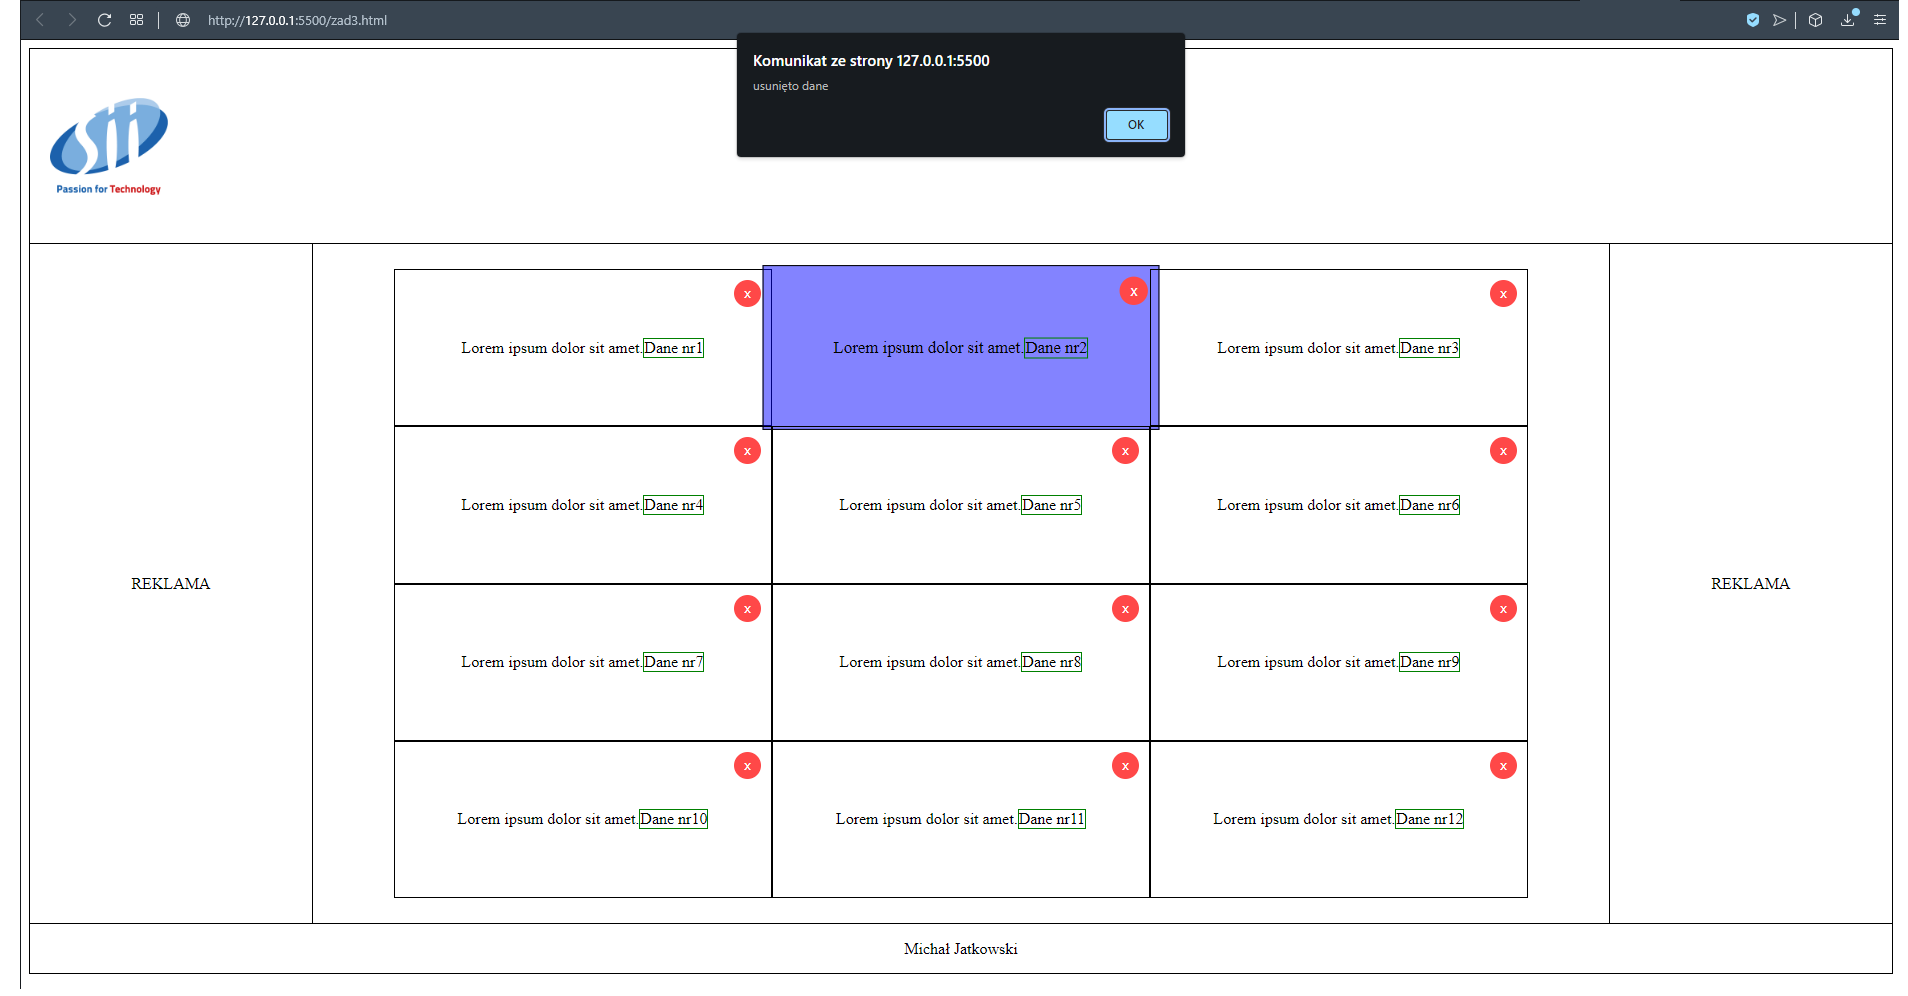 http://127.0.0.1:5500/zad3.html
Komunikat ze strony 127.0.0.1:5500
usunięto dane
OK
sii
Passion for Technology
x
x
x
Lorem ipsum dolor sit amet.Dane nr1
Lorem ipsum dolor sit amet.Dane nr2
Lorem ipsum dolor sit amet.Dane nr3
x
x
x
Lorem ipsum dolor sit amet.Dane nr4
Lorem ipsum dolor sit amet.Dane nr5
Lorem ipsum dolor sit amet.Dane nr6
REKLAMA
REKLAMA
x
x
x
Lorem ipsum dolor sit amet.Dane nr7
Lorem ipsum dolor sit amet.Dane nr8
Lorem ipsum dolor sit amet.Dane nr9
x
x
x
Lorem ipsum dolor sit amet.Dane nr10
Lorem ipsum dolor sit amet.Dane nr11
Lorem ipsum dolor sit amet.Dane nr12
Michał Jatkowski